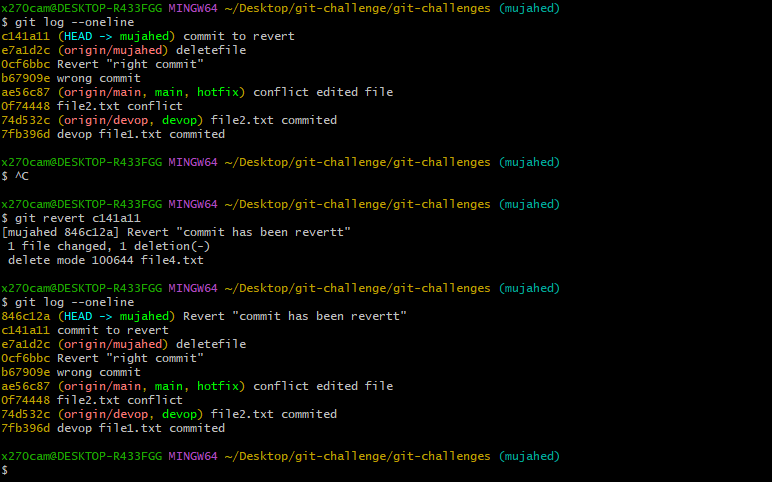 x270cam@DESKTOP-R433FGG MINGW64 ~/Desktop/git-challenge/git-challenges (mujahed)
$ git log --oneline
c141a11 (HEAD -> mujahed) commit to revert
e7a1d2c (origin/mujahed) deletefile
0cf6bbc Revert "right commit"
b67909e wrong commit
ae56c87 (origin/main, main, hotfix) conflict edited file
0f74448 file2.txt conflict
74d532c (origin/devop, devop) file2.txt commited
7fb396d devop file1.txt commited
x270cam@DESKTOP-R433FGG MINGW64 ~/Desktop/git-challenge/git-challenges (mujahed)
$ ^C
x270cam@DESKTOP-R433FGG MINGW64 ~/Desktop/git-challenge/git-challenges (mujahed)
$ git revert c141a11
[mujahed 846c12a] Revert "commit has been revertt"
 1 file changed, 1 deletion(-)
 delete mode 100644 file4.txt
x270cam@DESKTOP-R433FGG MINGW64 ~/Desktop/git-challenge/git-challenges (mujahed)
$ git log --oneline
846c12a (HEAD -> mujahed) Revert "commit has been revertt"
c141a11 commit to revert
e7a1d2c (origin/mujahed) deletefile
0cf6bbc Revert "right commit"
b67909e wrong commit
ae56c87 (origin/main, main, hotfix) conflict edited file
0f74448 file2.txt conflict
74d532c (origin/devop, devop) file2.txt commited
7fb396d devop file1.txt commited
x270cam@DESKTOP-R433FGG MINGW64 ~/Desktop/git-challenge/git-challenges (mujahed)
$